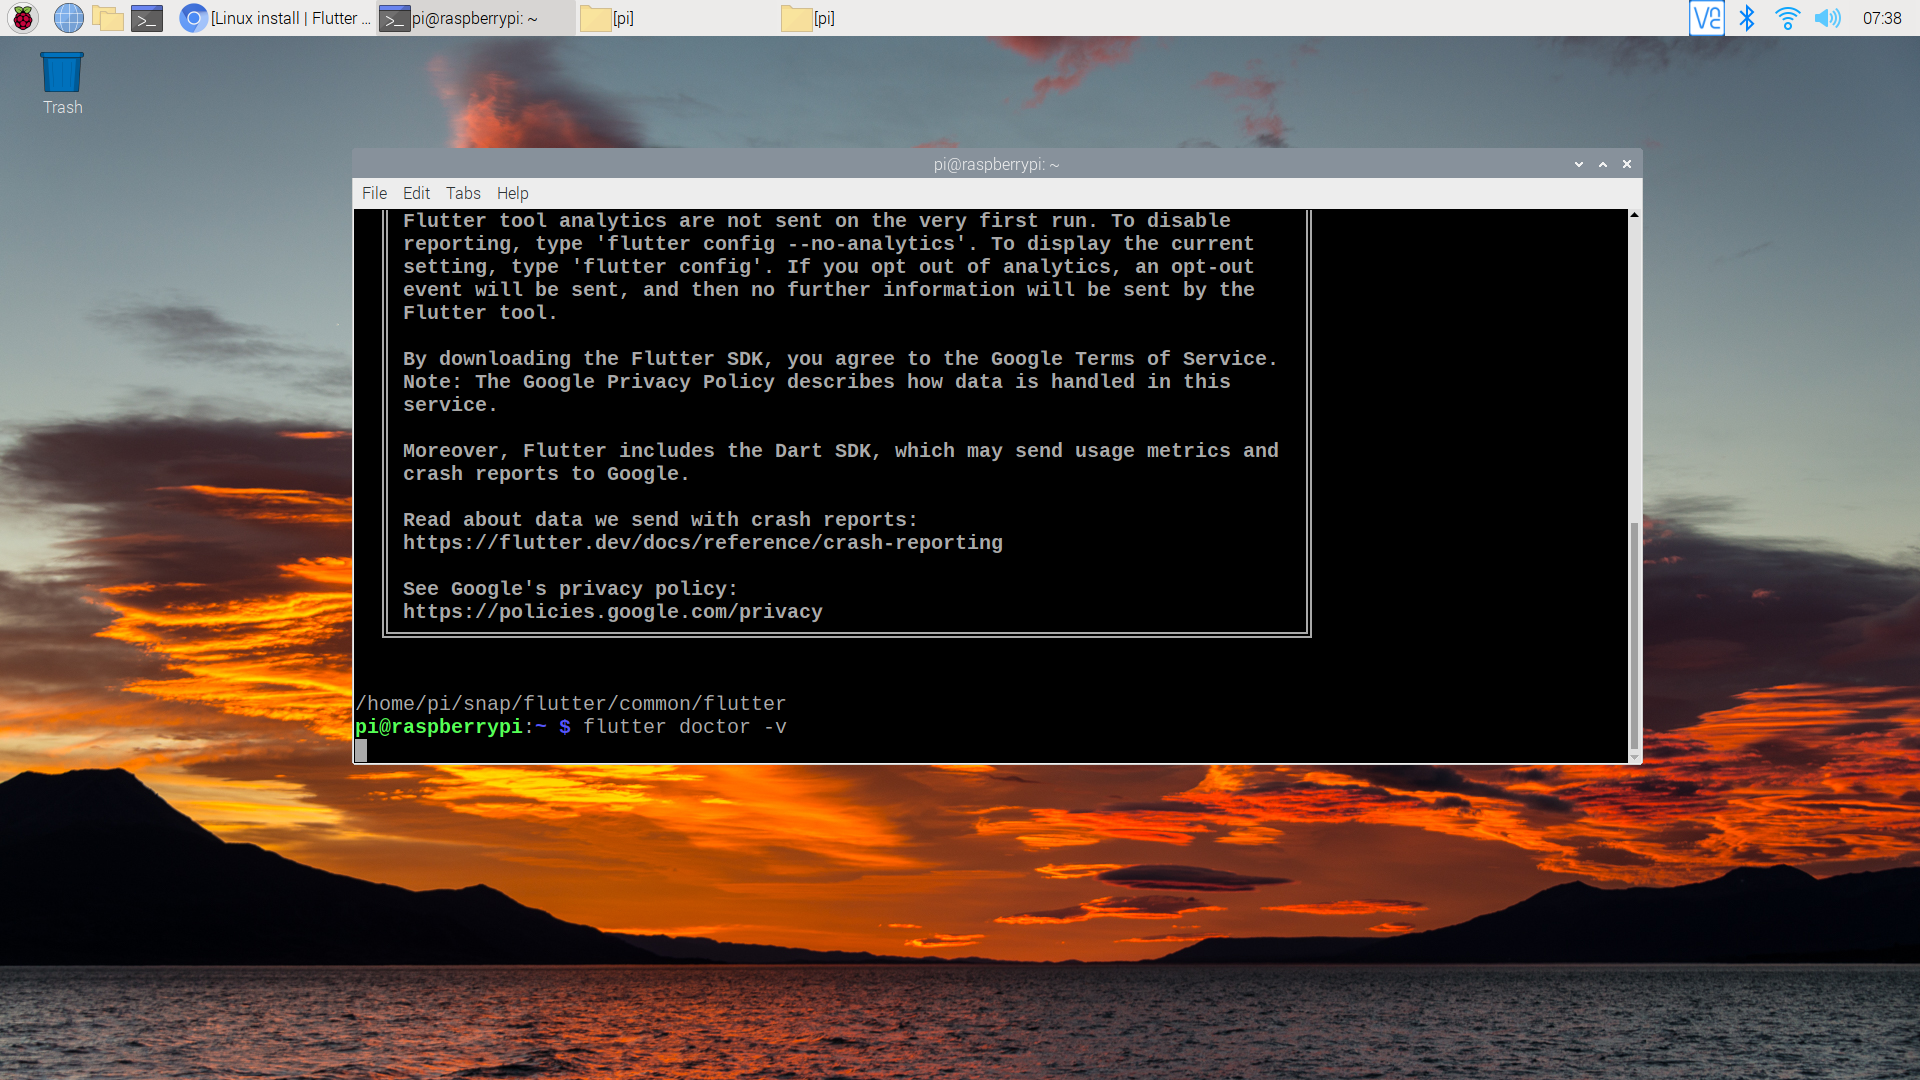 [Linux install | Flutter ...
pi@raspberrypi: ~
[pi]
[pi]
07:38
Trash
pi@raspberrypi: ~
File Edit Tabs Help
Flutter tool analytics are not sent on the very first run. To disable
reporting, type 'flutter config --no-analytics'. To display the current
setting, type 'flutter config'. If you opt out of analytics, an opt-out
event will be sent, and then no further information will be sent by the
Flutter tool.
By downloading the Flutter SDK, you agree to the Google Terms of Service.
Note: The Google Privacy Policy describes how data is handled in this
service.
Moreover, Flutter includes the Dart SDK, which may send usage metrics and
crash reports to Google.
Read about data we send with crash reports:
https://flutter.dev/docs/reference/crash-reporting
See Google's privacy policy:
https://policies.google.com/privacy
/home/pi/snap/flutter/common/flutter
pi@raspberrypi:~ $ flutter doctor -v